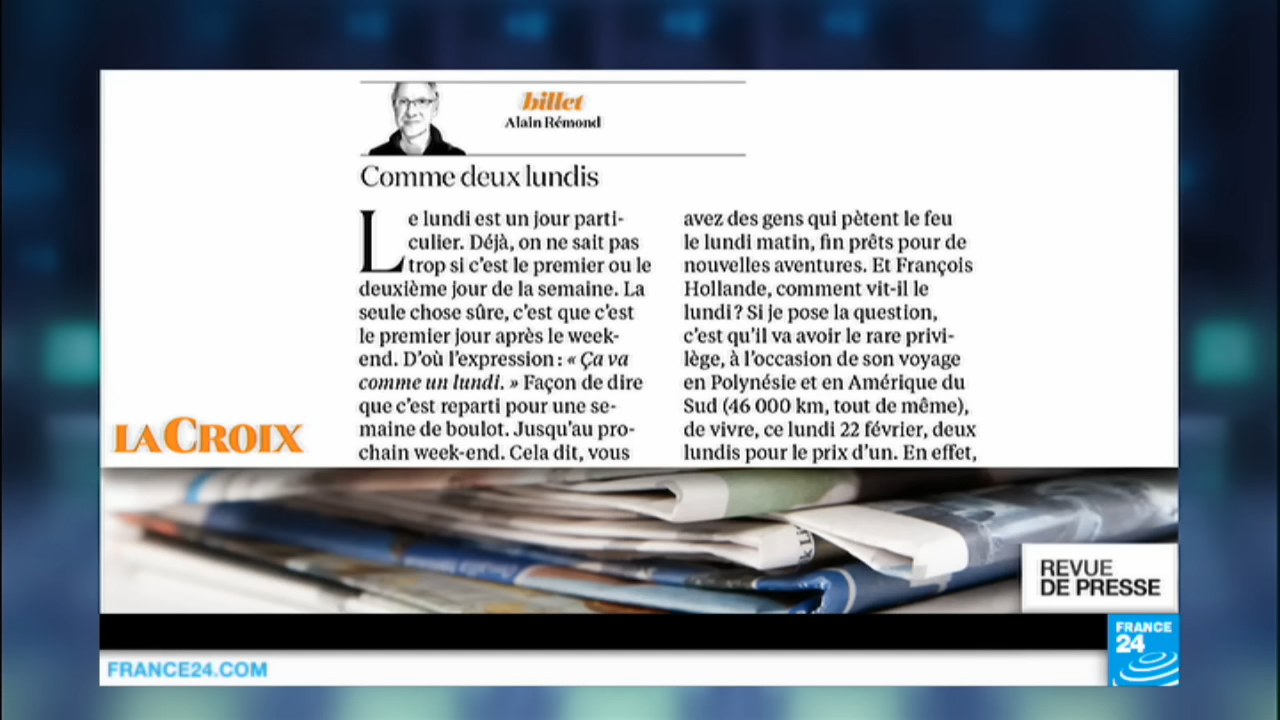 billet
Alain Rémond
Comme deux lundis
Le lundi est un jour parti-
culier. Déjà, on ne sait pas
trop si c'est le premier ou le
deuxième jour de la semaine. La
seule chose sûre, c'est que c'est
le premier jour après le week-
end. D'où l'expression : « Ça va
comme un lundi. » Façon de dire
que c'est reparti pour une se-
maine de boulot. Jusqu'au pro-
chain week-end. Cela dit, vous
avez des gens qui pètent le feu
le lundi matin, fin prêts pour de
nouvelles aventures. Et François
Hollande, comment vit-il le
lundi ? Si je pose la question,
c'est qu'il va avoir le rare privi-
lège, à l'occasion de son voyage
en Polynésie et en Amérique du
Sud (46 000 km, tout de même),
de vivre, ce lundi 22 février, deux
lundis pour le prix d'un. En effet,
LA CROIX
REVUE
DE PRESSE
FRANCE
24
FRANCE24.COM